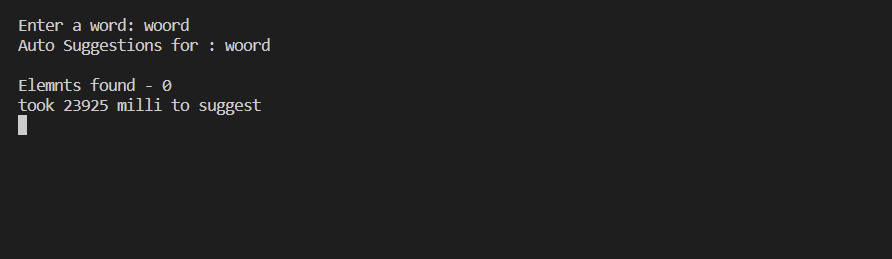 Enter a word: woord
Auto Suggestions for : woord
Elemnts found - 0
took 23925 milli to suggest